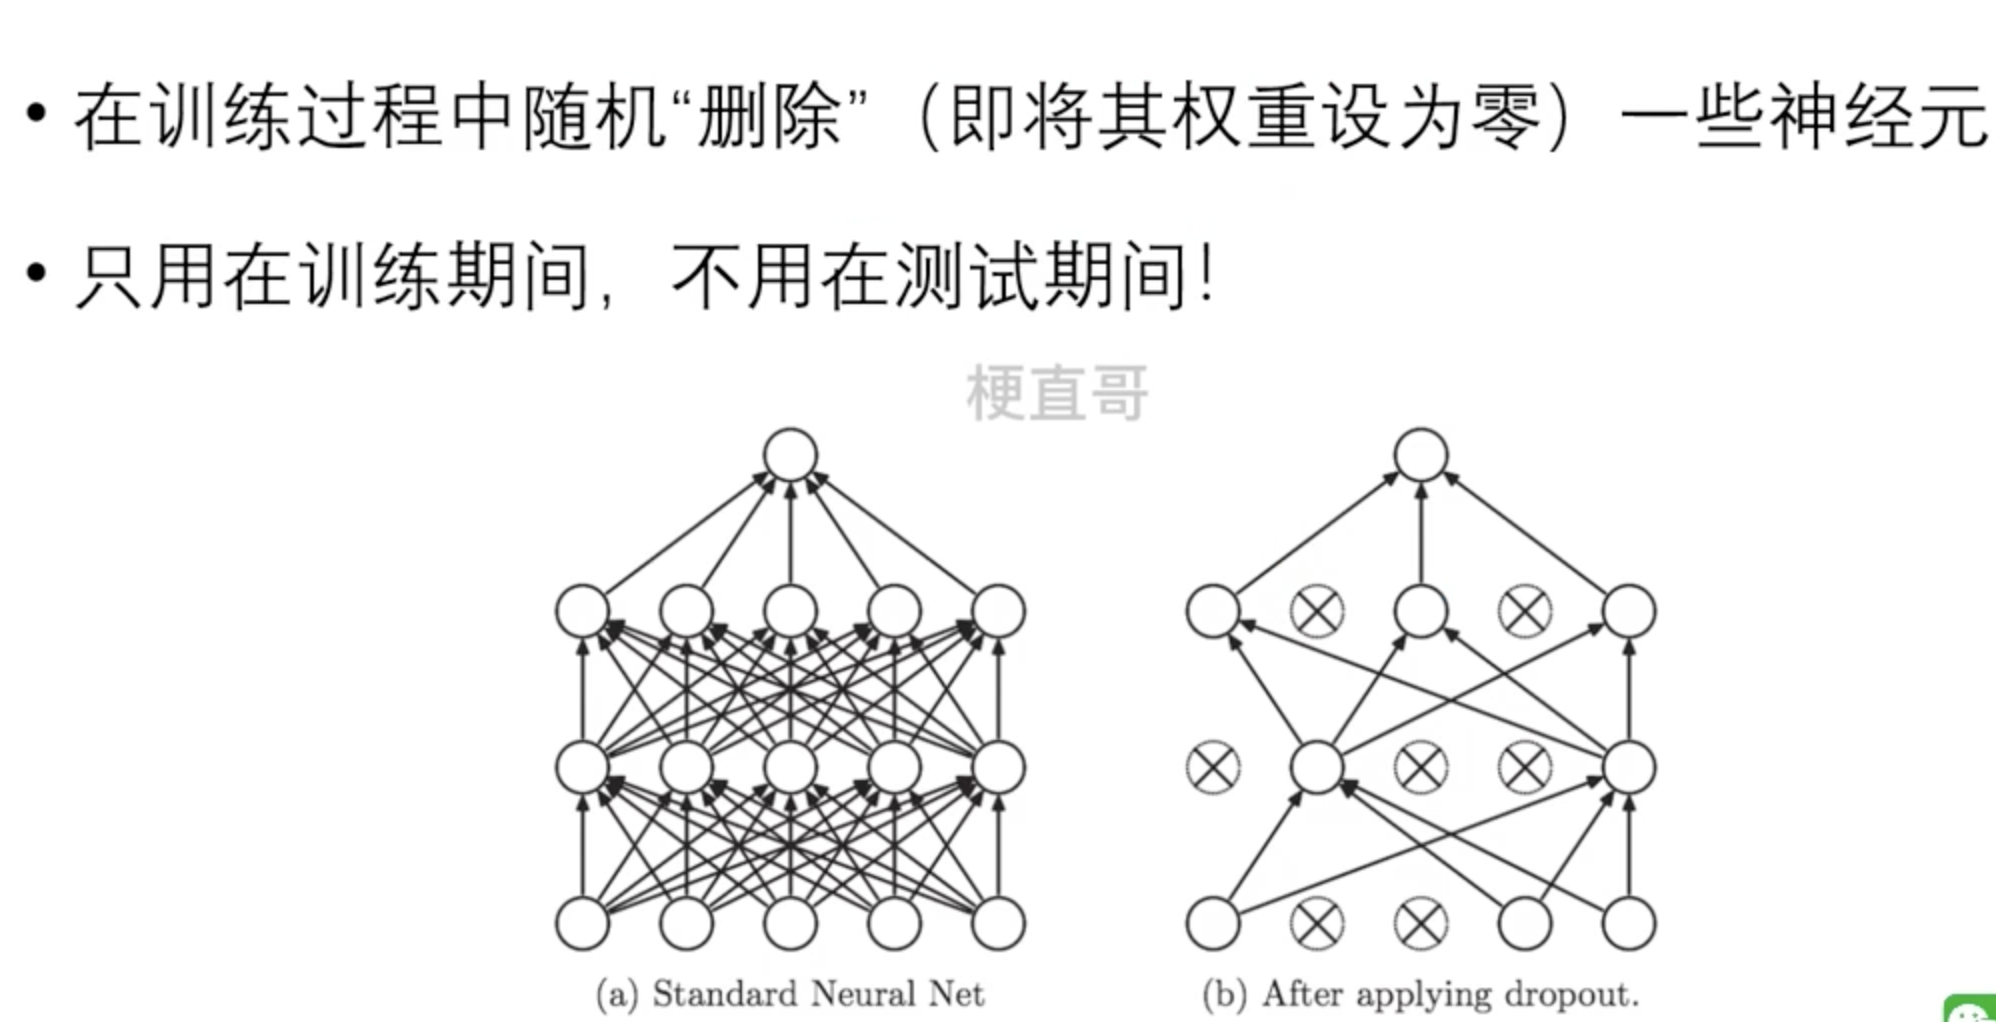 • 在训练过程中随机“删除”（即将其权重设为零）一些神经元
• 只用在训练期间，不用在测试期间！
梗直哥
(a) Standard Neural Net
(b) After applying dropout.